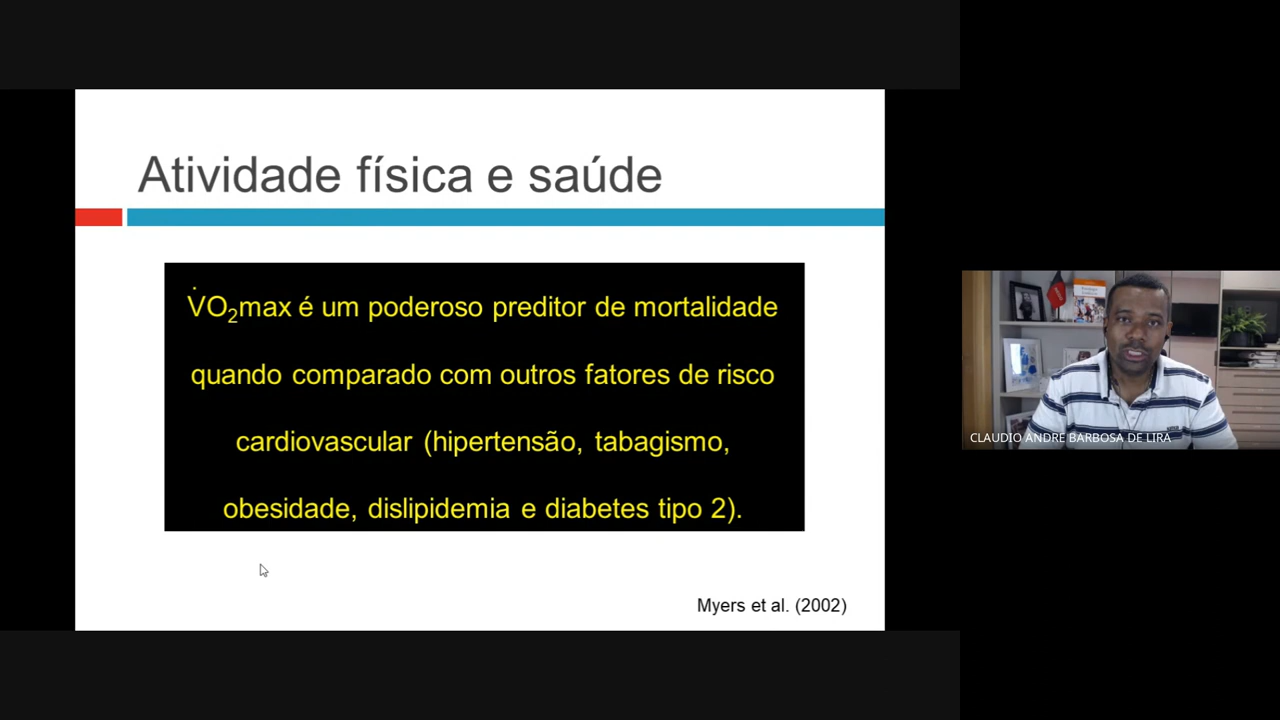 Atividade física e saúde
V̇O₂max é um poderoso preditor de mortalidade
quando comparado com outros fatores de risco
cardiovascular (hipertensão, tabagismo,
obesidade, dislipidemia e diabetes tipo 2).
Myers et al. (2002)
CLAUDIO ANDRE BARBOSA DE LIRA